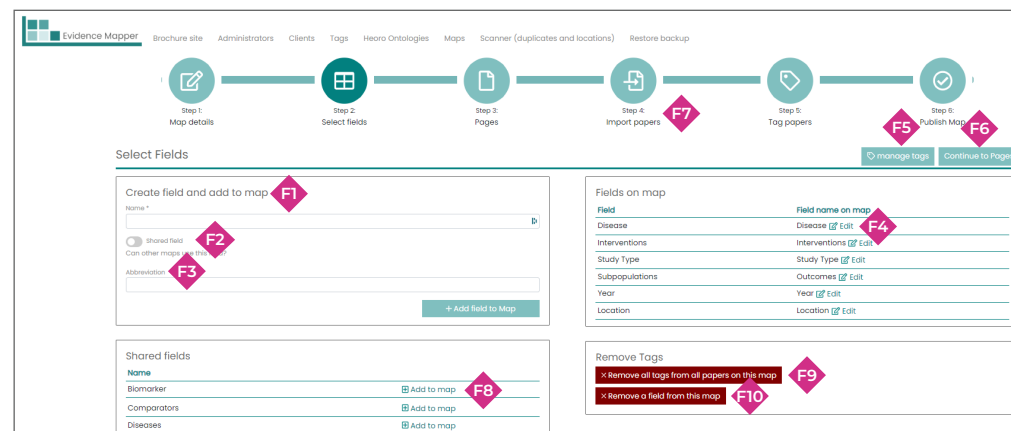 Evidence Mapper
Brochure site Administrators Clients Tags Heoro Ontologies Maps Scanner (duplicates and locations) Restore backup
Step 1:
Map details
Step 2:
Select fields
Step 3:
Pages
Step 4:
Import papers
F7
Step 5:
Tag papers
Step 6:
Publish Map
F5
F6
Select Fields
manage tags
Continue to Pages
Create field and add to map
F1
Name *
Shared field
F2
Can other maps use this field?
Abbreviation
F3
+ Add field to Map
Fields on map
Field Field name on map
Disease Disease Edit
F4
Interventions Interventions Edit
Study Type Study Type Edit
Subpopulations Outcomes Edit
Year Year Edit
Location Location Edit
Shared fields
Name
Biomarker Add to map
F8
Comparators Add to map
Diseases Add to map
Remove Tags
× Remove all tags from all papers on this map
F9
× Remove a field from this map
F10